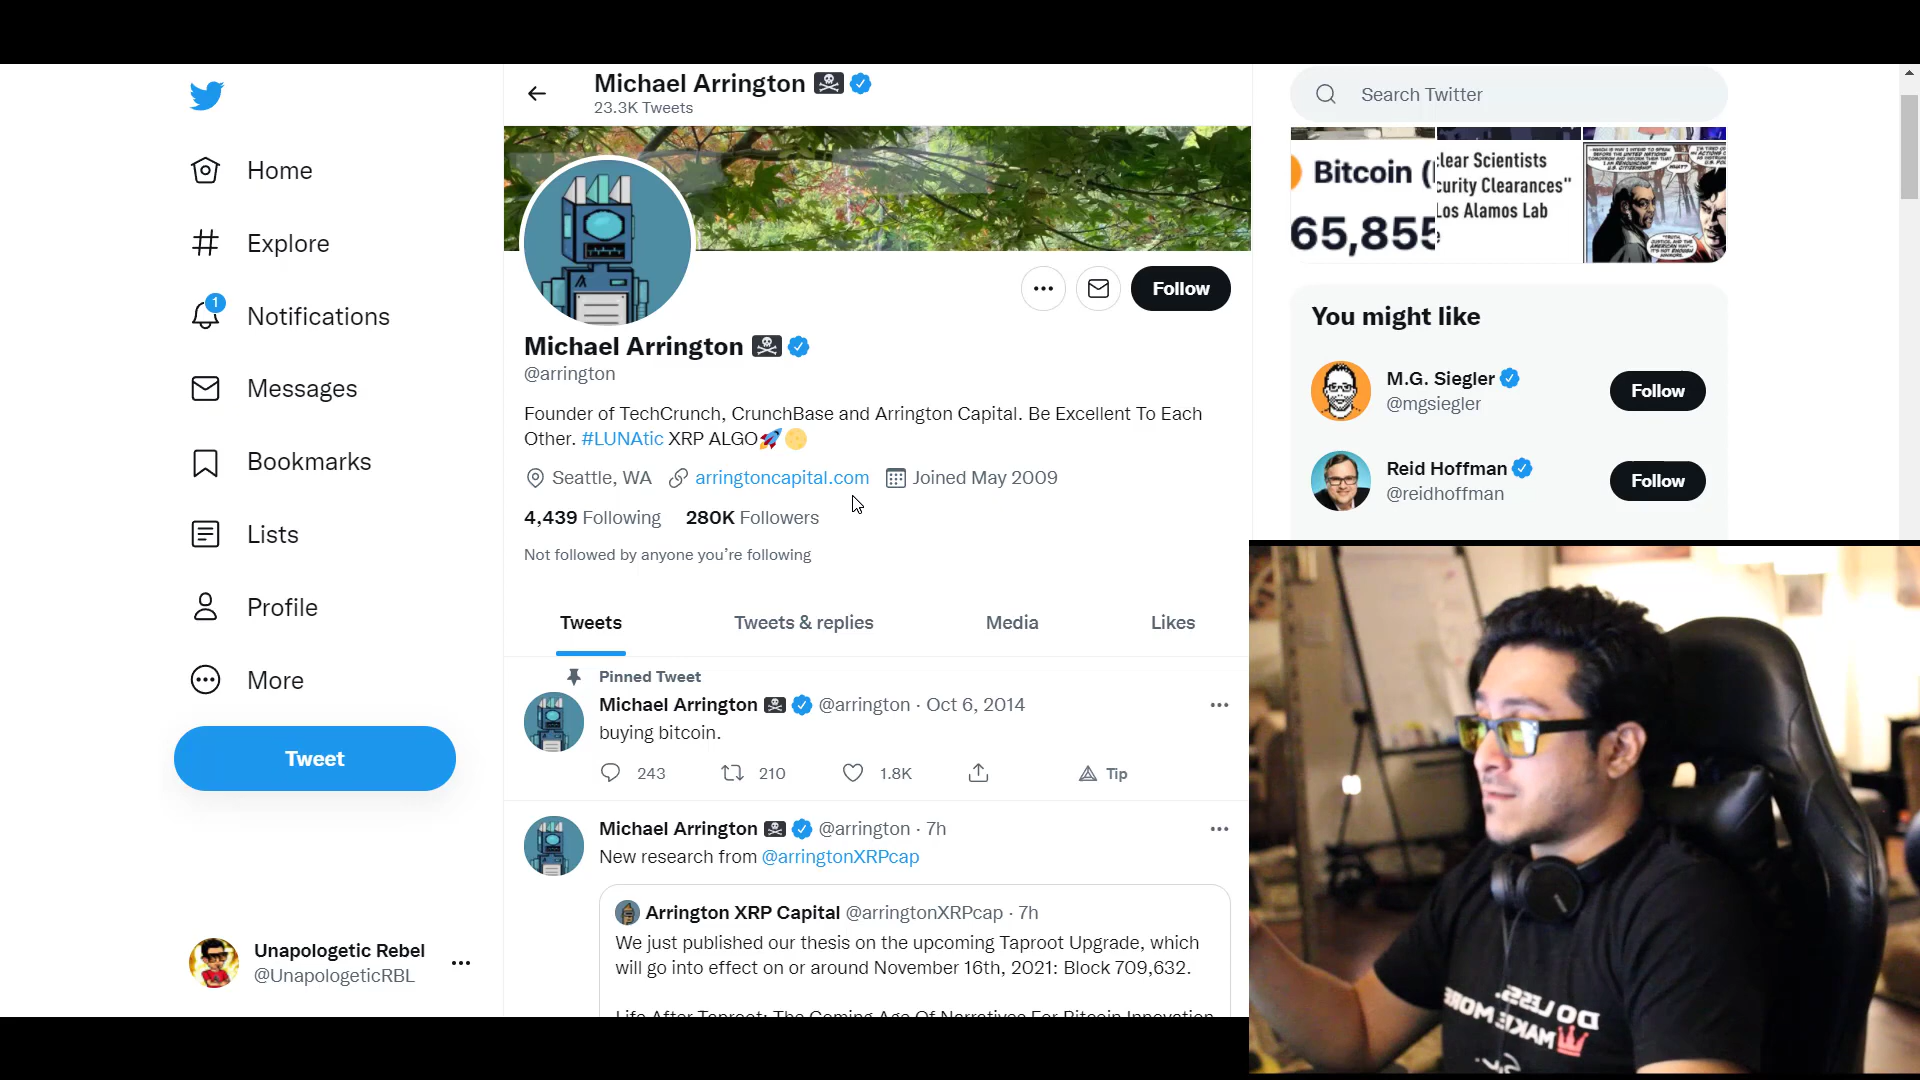 Home
Explore
1
Notifications
Messages
Bookmarks
Lists
Profile
More
Tweet
Unapologetic Rebel
@UnapologeticRBL
Michael Arrington
23.3K Tweets
Follow
Michael Arrington
@arrington
Founder of TechCrunch, CrunchBase and Arrington Capital. Be Excellent To Each
Other. #LUNAtic XRP ALGO🚀🌕
Seattle, WA arringtoncapital.com Joined May 2009
4,439 Following 280K Followers
Not followed by anyone you're following
Tweets Tweets & replies Media Likes
Pinned Tweet
Michael Arrington @arrington · Oct 6, 2014
buying bitcoin.
243 210 1.8K Tip
Michael Arrington @arrington · 7h
New research from @arringtonXRPcap
Arrington XRP Capital @arringtonXRPcap · 7h
We just published our thesis on the upcoming Taproot Upgrade, which
will go into effect on or around November 16th, 2021: Block 709,632.
Life After Taproot: The Coming Age Of Narratives For Bitcoin Innovation
Search Twitter
Bitcoin (
65,855
lear Scientists
curity Clearances"
Los Alamos Lab
You might like
M.G. Siegler
@mgsiegler
Follow
Reid Hoffman
@reidhoffman
Follow
DO LESS.
MAKE MORE